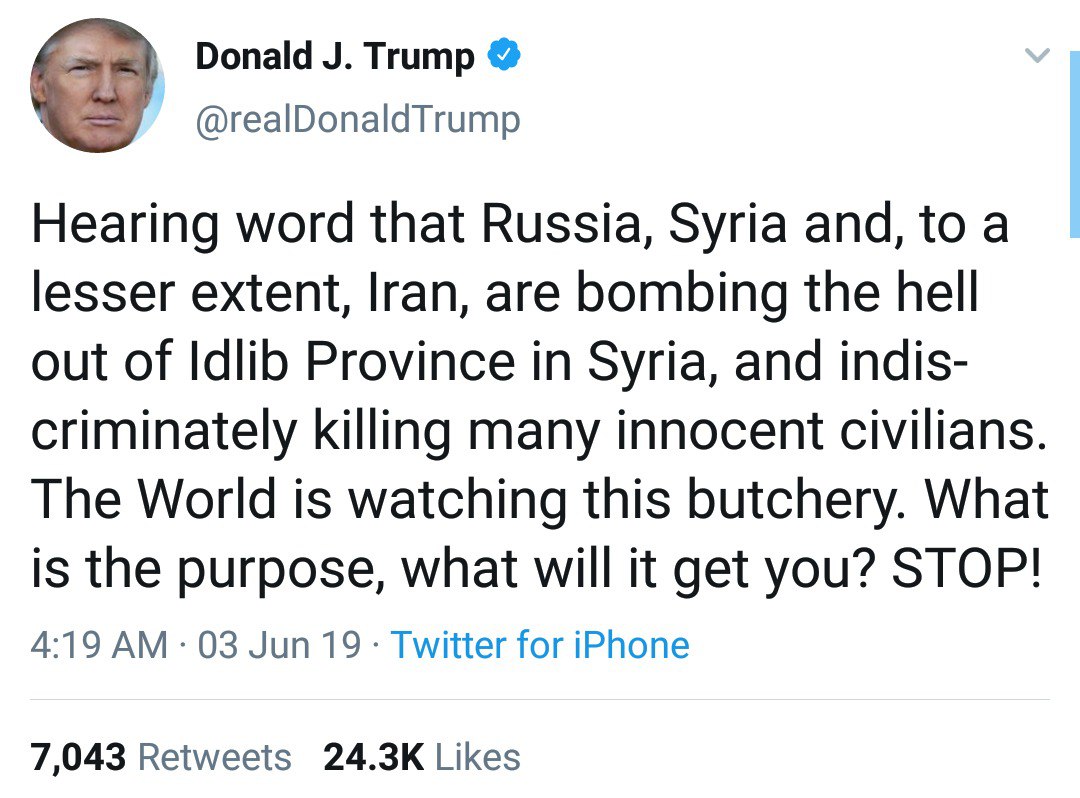 Donald J. Trump
@realDonaldTrump
Hearing word that Russia, Syria and, to a
lesser extent, Iran, are bombing the hell
out of Idlib Province in Syria, and indis-
criminately killing many innocent civilians.
The World is watching this butchery. What
is the purpose, what will it get you? STOP!
4:19 AM · 03 Jun 19 · Twitter for iPhone
7,043 Retweets 24.3K Likes